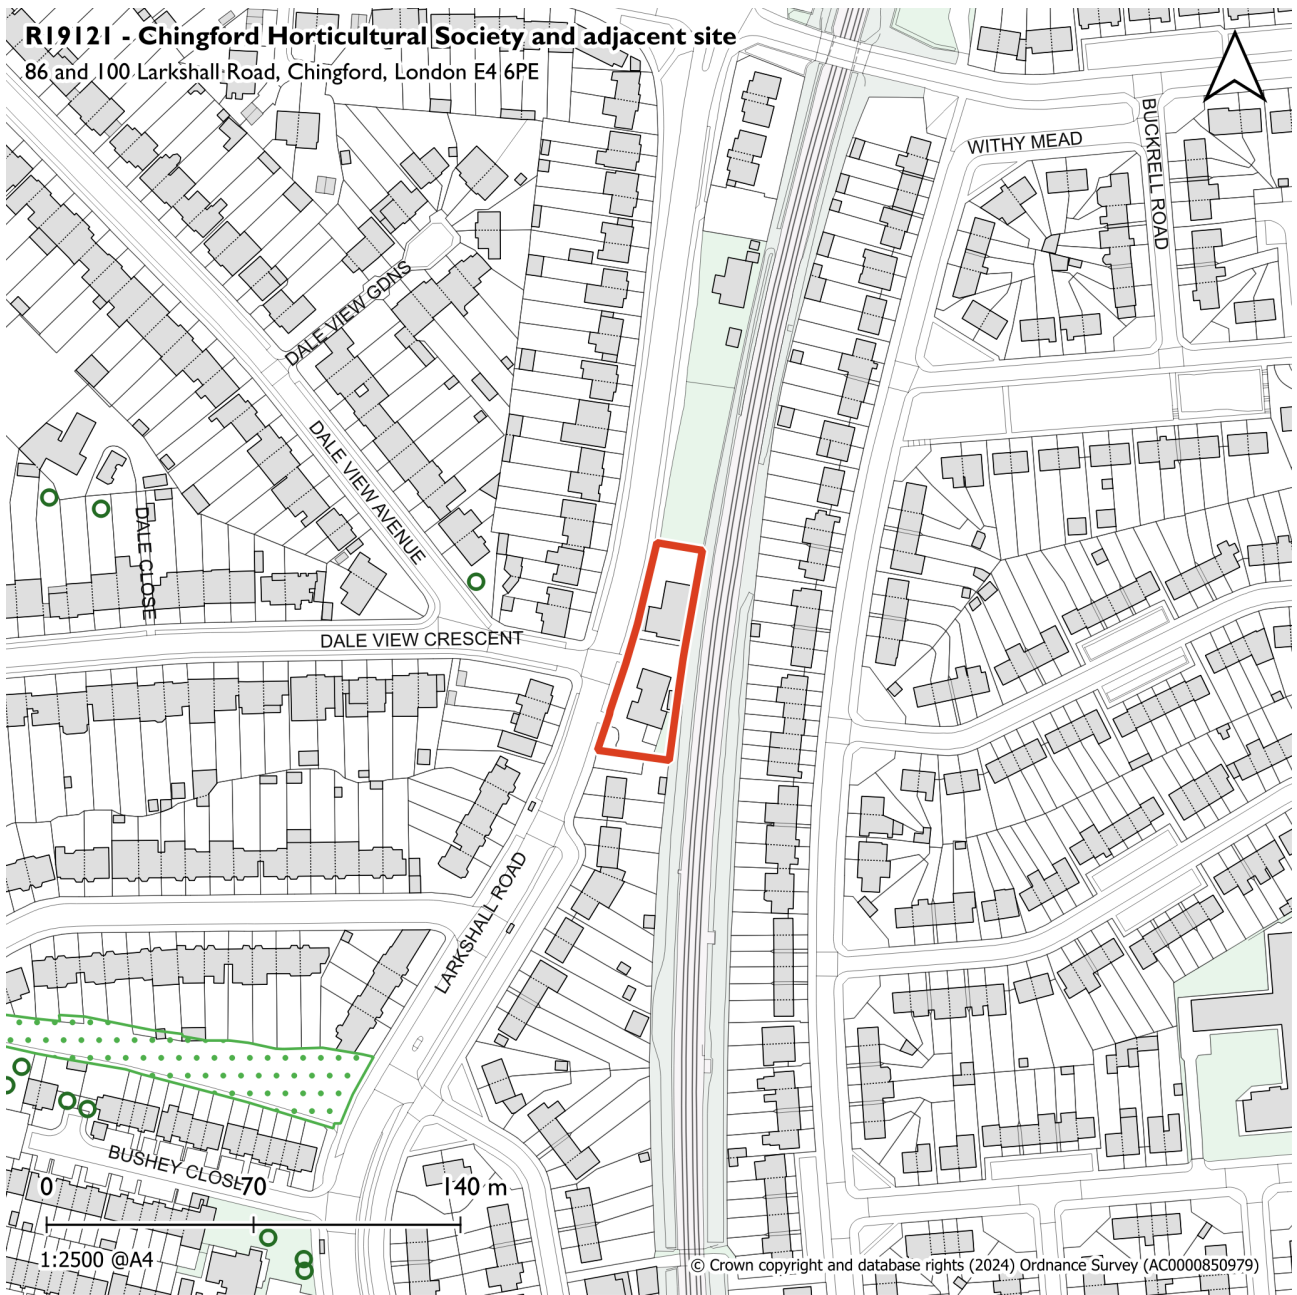 R19121 - Chingford Horticultural Society and adjacent site
86 and 100 Larkshall Road, Chingford, London E4 6PE
WITHY MEAD
BUCKRELL ROAD
DALE VIEW GDNS
DALE VIEW AVENUE
DALE CLOSE
DALE VIEW CRESCENT
LARKSHALL ROAD
BUSHEY CLOSE
0 70 140 m
1:2500 @A4
© Crown copyright and database rights (2024) Ordnance Survey (AC0000850979)